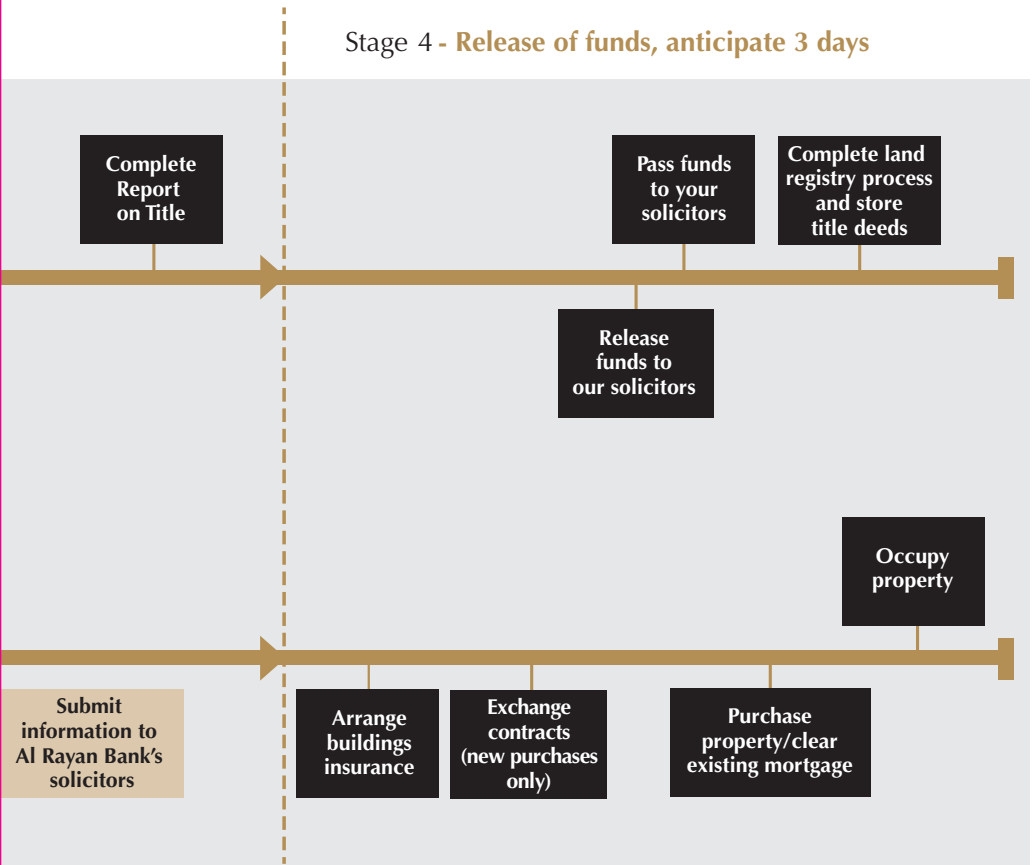 Stage 4 - Release of funds, anticipate 3 days
Complete
Report
on Title
Pass funds
to your
solicitors
Complete land
registry process
and store
title deeds
Release
funds to
our solicitors
Occupy
property
Submit
information to
Al Rayan Bank's
solicitors
Arrange
buildings
insurance
Exchange
contracts
(new purchases
only)
Purchase
property/clear
existing mortgage